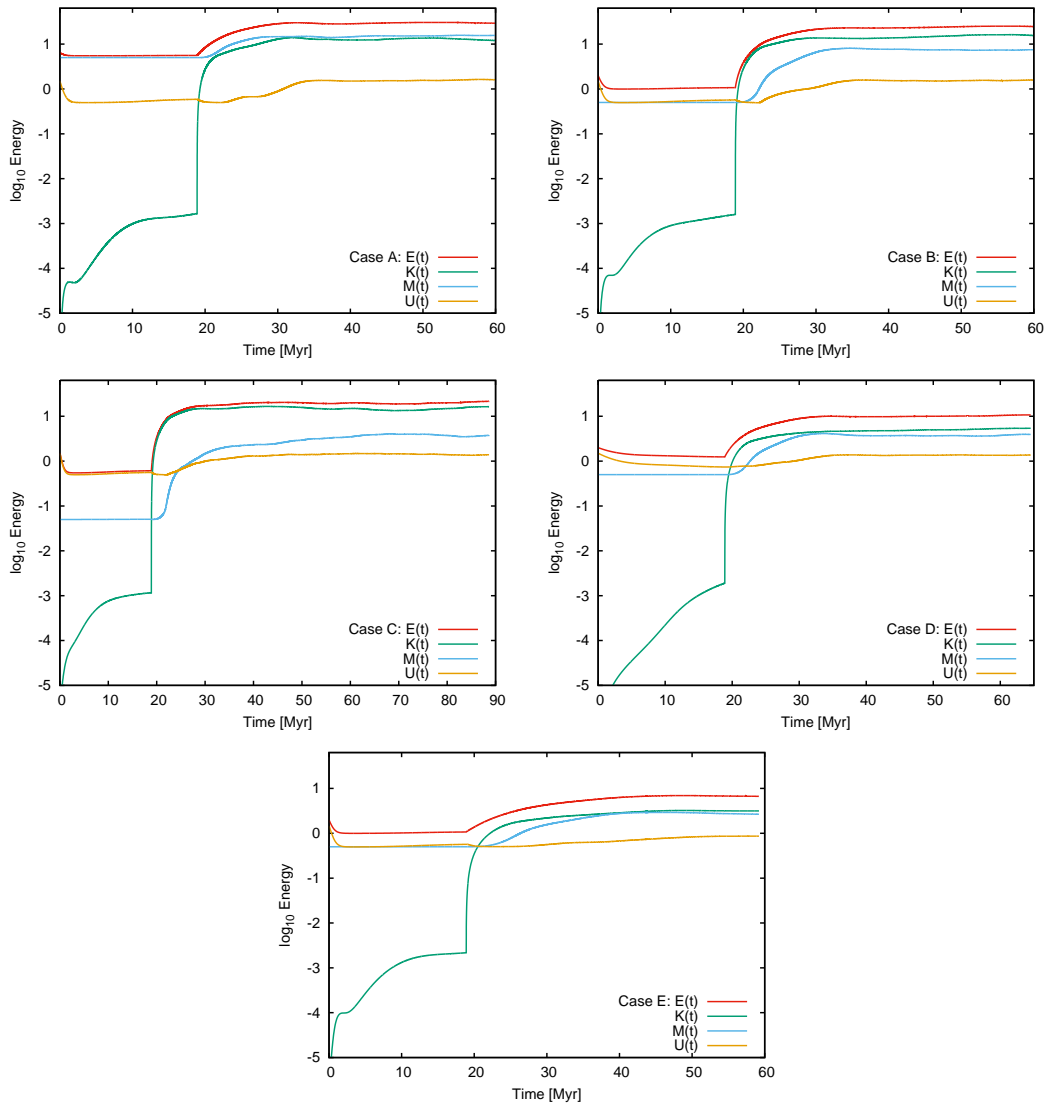 1
0
-1
-2
-3
-4
-5
log10 Energy
Case A: E(t)
K(t)
M(t)
U(t)
0 10 20 30 40 50 60
Time [Myr]
1
0
-1
-2
-3
-4
-5
log10 Energy
Case B: E(t)
K(t)
M(t)
U(t)
0 10 20 30 40 50 60
Time [Myr]
1
0
-1
-2
-3
-4
-5
log10 Energy
Case C: E(t)
K(t)
M(t)
U(t)
0 10 20 30 40 50 60 70 80 90
Time [Myr]
1
0
-1
-2
-3
-4
-5
log10 Energy
Case D: E(t)
K(t)
M(t)
U(t)
0 10 20 30 40 50 60
Time [Myr]
1
0
-1
-2
-3
-4
-5
log10 Energy
Case E: E(t)
K(t)
M(t)
U(t)
0 10 20 30 40 50 60
Time [Myr]